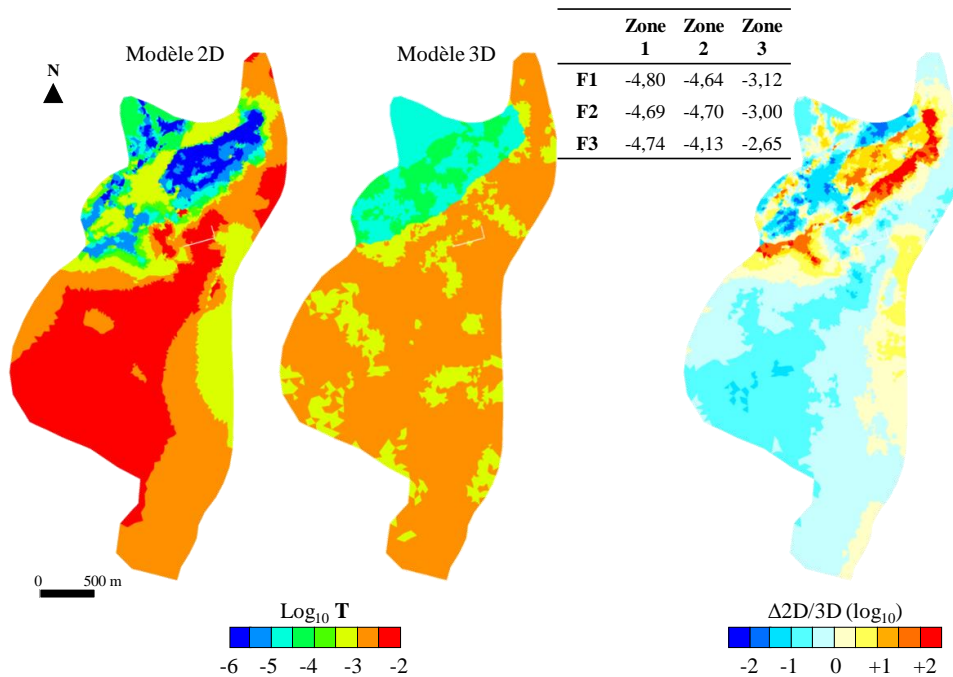 Modèle 2D
Modèle 3D
N
Zone 1 Zone 2 Zone 3
F1 -4,80 -4,64 -3,12
F2 -4,69 -4,70 -3,00
F3 -4,74 -4,13 -2,65
0 500 m
Log₁₀ T
-6 -5 -4 -3 -2
Δ2D/3D (log₁₀)
-2 -1 0 +1 +2